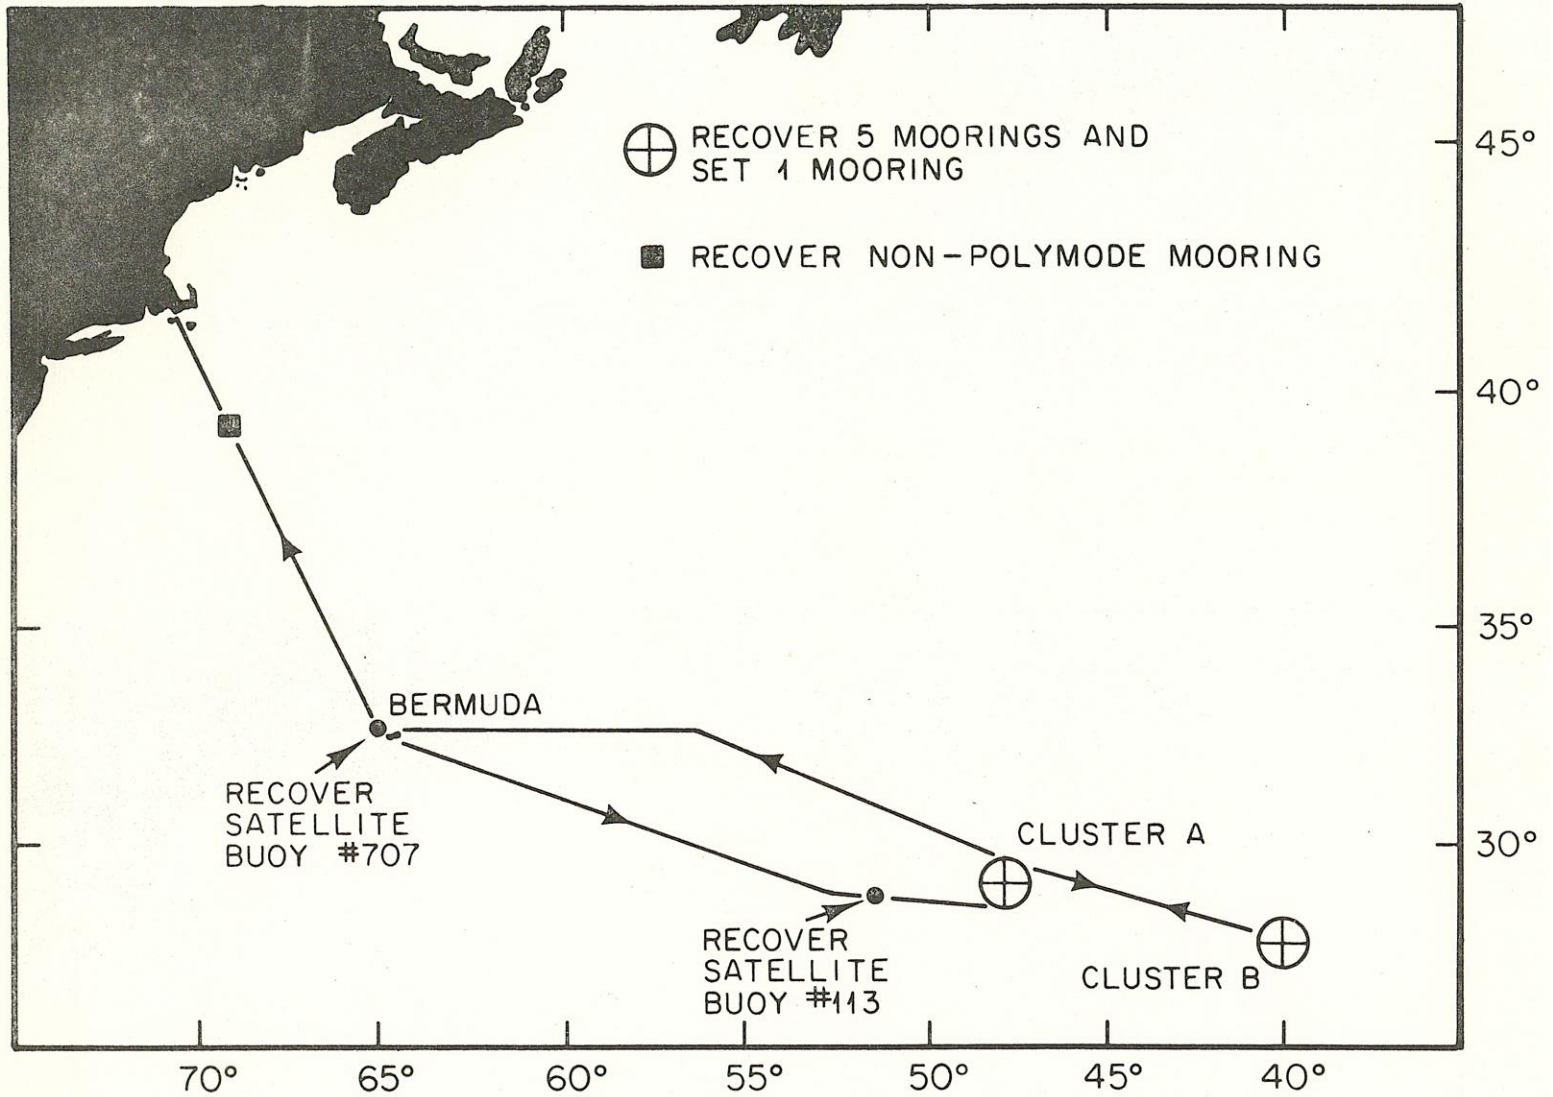 RECOVER 5 MOORINGS AND
SET 1 MOORING
RECOVER NON-POLYMODE MOORING
45°
40°
35°
30°
BERMUDA
RECOVER
SATELLITE
BUOY #707
CLUSTER A
RECOVER
SATELLITE
BUOY #113
CLUSTER B
70°
65°
60°
55°
50°
45°
40°